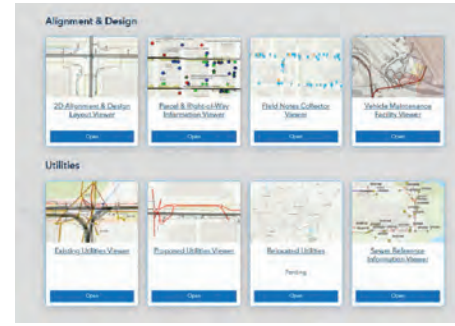 Alignment & Design
2D Alignment & Design
Layout Viewer
Open
Parcel & Right-of-Way
Information Viewer
Open
Field Notes Collector
Viewer
Open
Vehicle Maintenance
Facility Viewer
Open
Utilities
Existing Utilities Viewer
Open
Proposed Utilities Viewer
Open
Relocated Utilities
Pending
Open
Sewer Reference
Information Viewer
Open